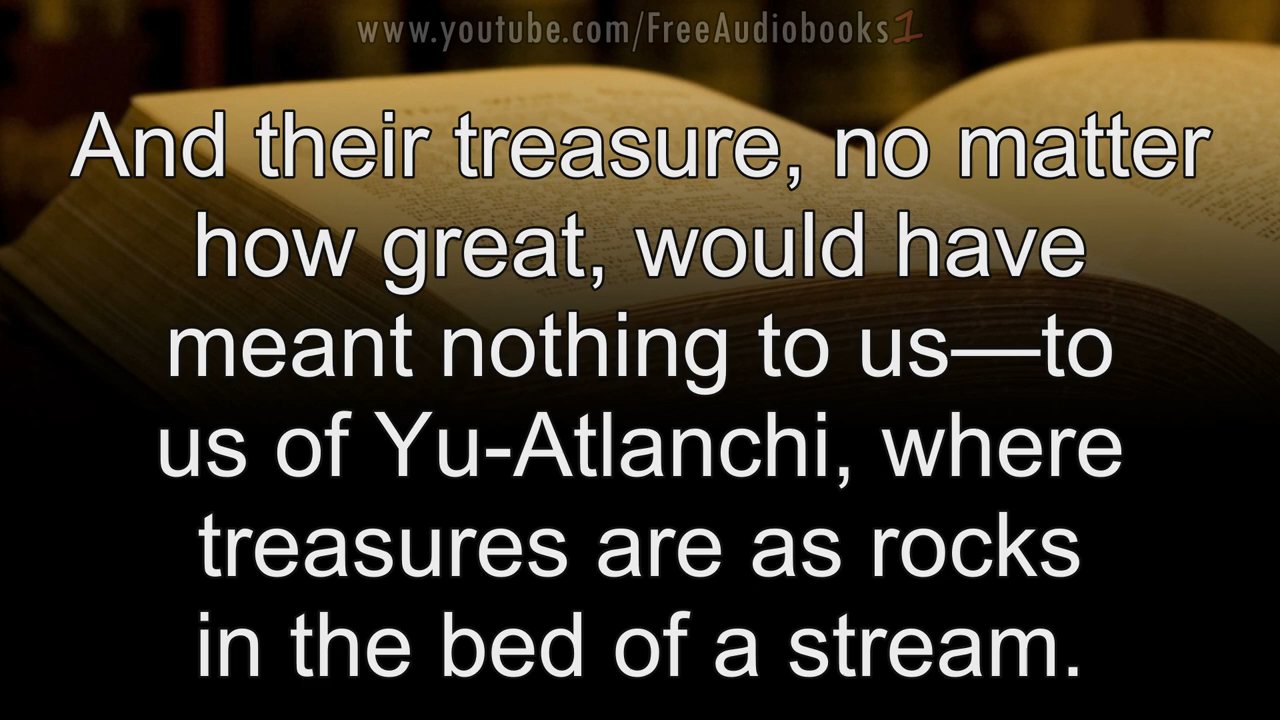 www.youtube.com/FreeAudiobooks1
And their treasure, no matter
how great, would have
meant nothing to us—to
us of Yu-Atlanchi, where
treasures are as rocks
in the bed of a stream.